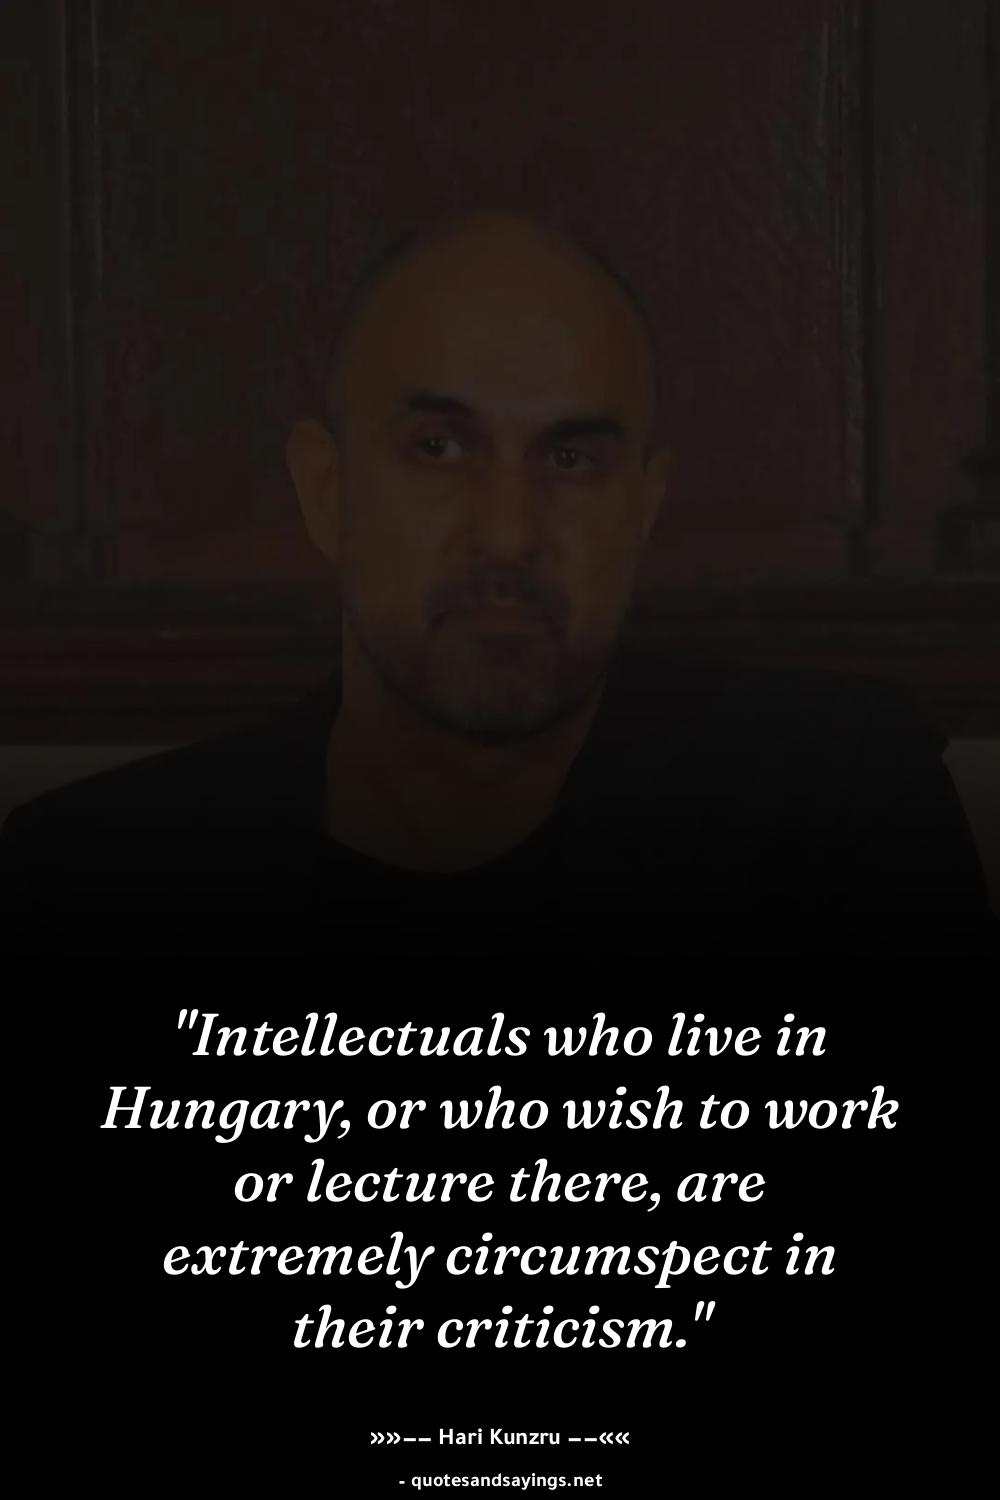 "Intellectuals who live in
Hungary, or who wish to work
or lecture there, are
extremely circumspect in
their criticism."
»»−− Hari Kunzru −−««
- quotesandsayings.net